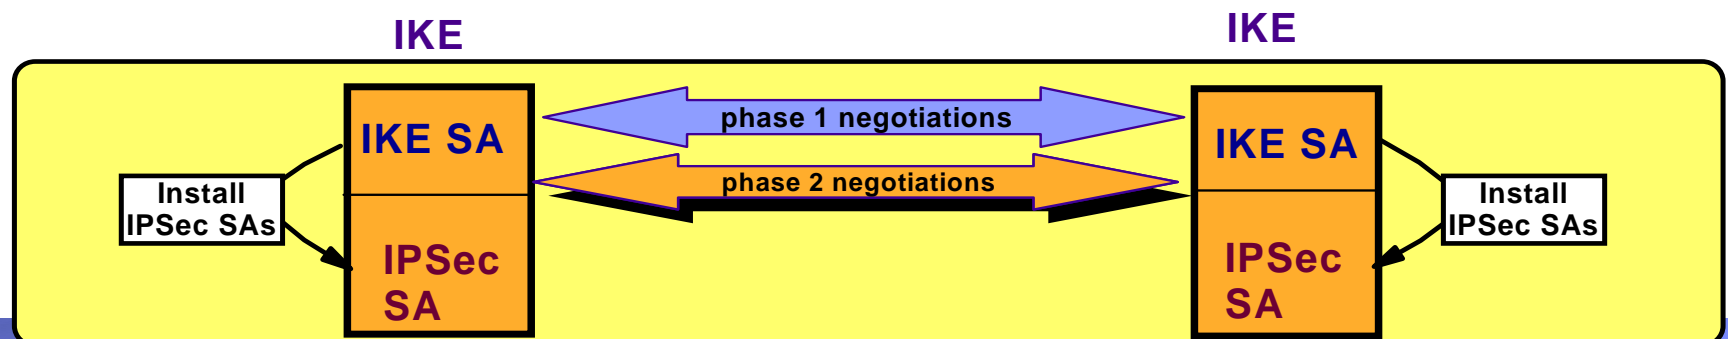 IKE
IKE
phase 1 negotiations
IKE SA
IKE SA
phase 2 negotiations
Install
IPSec SAs
Install
IPSec SAs
IPSec
SA
IPSec
SA